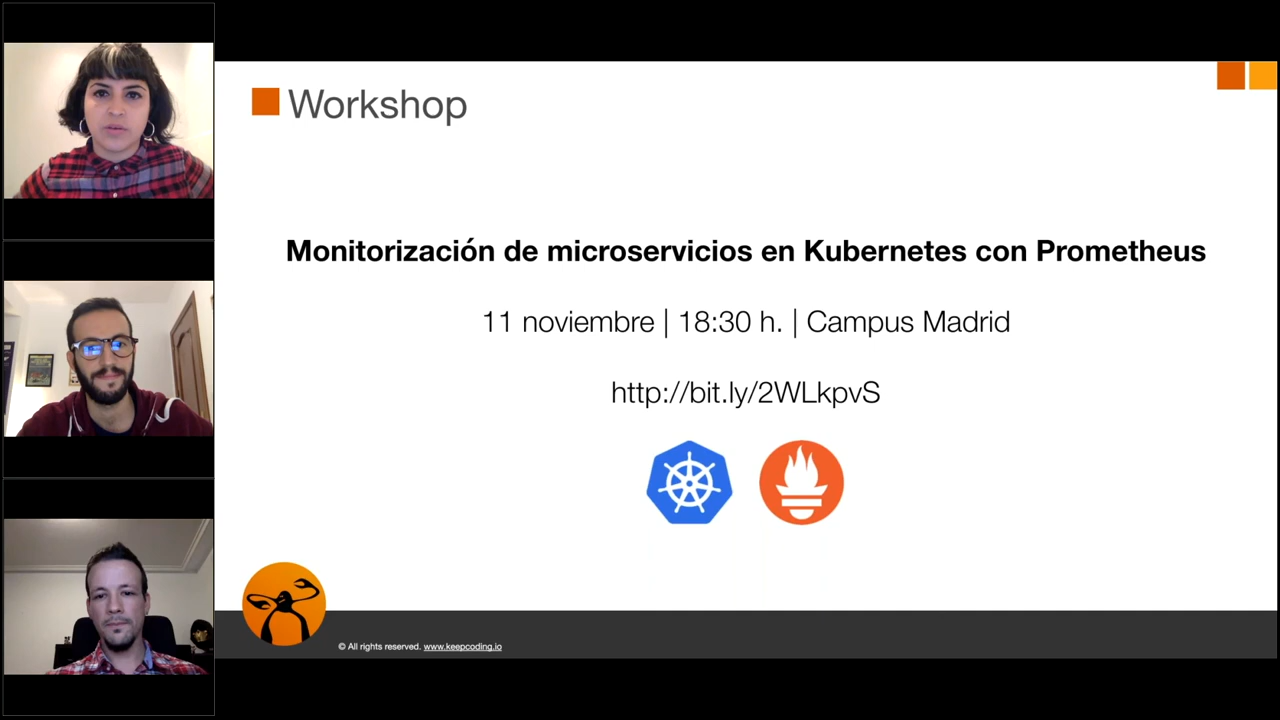 Workshop
Monitorización de microservicios en Kubernetes con Prometheus
11 noviembre | 18:30 h. | Campus Madrid
http://bit.ly/2WLkpvS
© All rights reserved. www.keepcoding.io